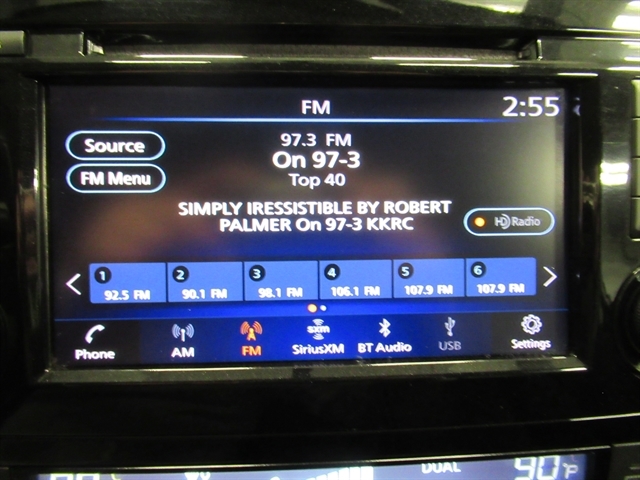 FM
2:55
Source
FM Menu
97.3 FM
On 97-3
Top 40
SIMPLY IRESSISTIBLE BY ROBERT
PALMER On 97-3 KKRC
HD Radio
1 2 3 4 5 6
92.5 FM 90.1 FM 98.1 FM 106.1 FM 107.9 FM 107.9 FM
Phone AM FM SiriusXM BT Audio USB Settings
sxm
DUAL 90°F